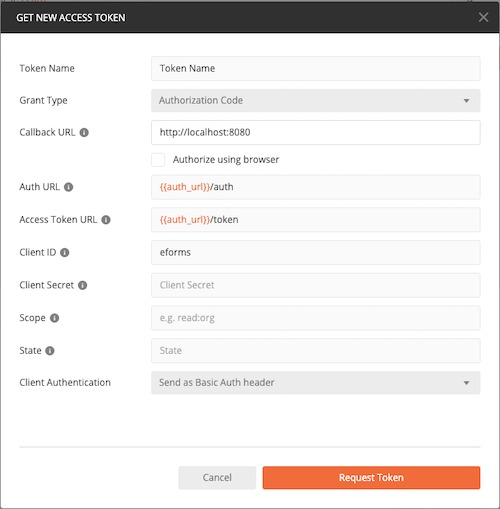 GET NEW ACCESS TOKEN
Token Name Token Name
Grant Type Authorization Code
Callback URL http://localhost:8080
Authorize using browser
Auth URL {{auth_url}}/auth
Access Token URL {{auth_url}}/token
Client ID eforms
Client Secret Client Secret
Scope e.g. read:org
State State
Client Authentication Send as Basic Auth header
Cancel Request Token